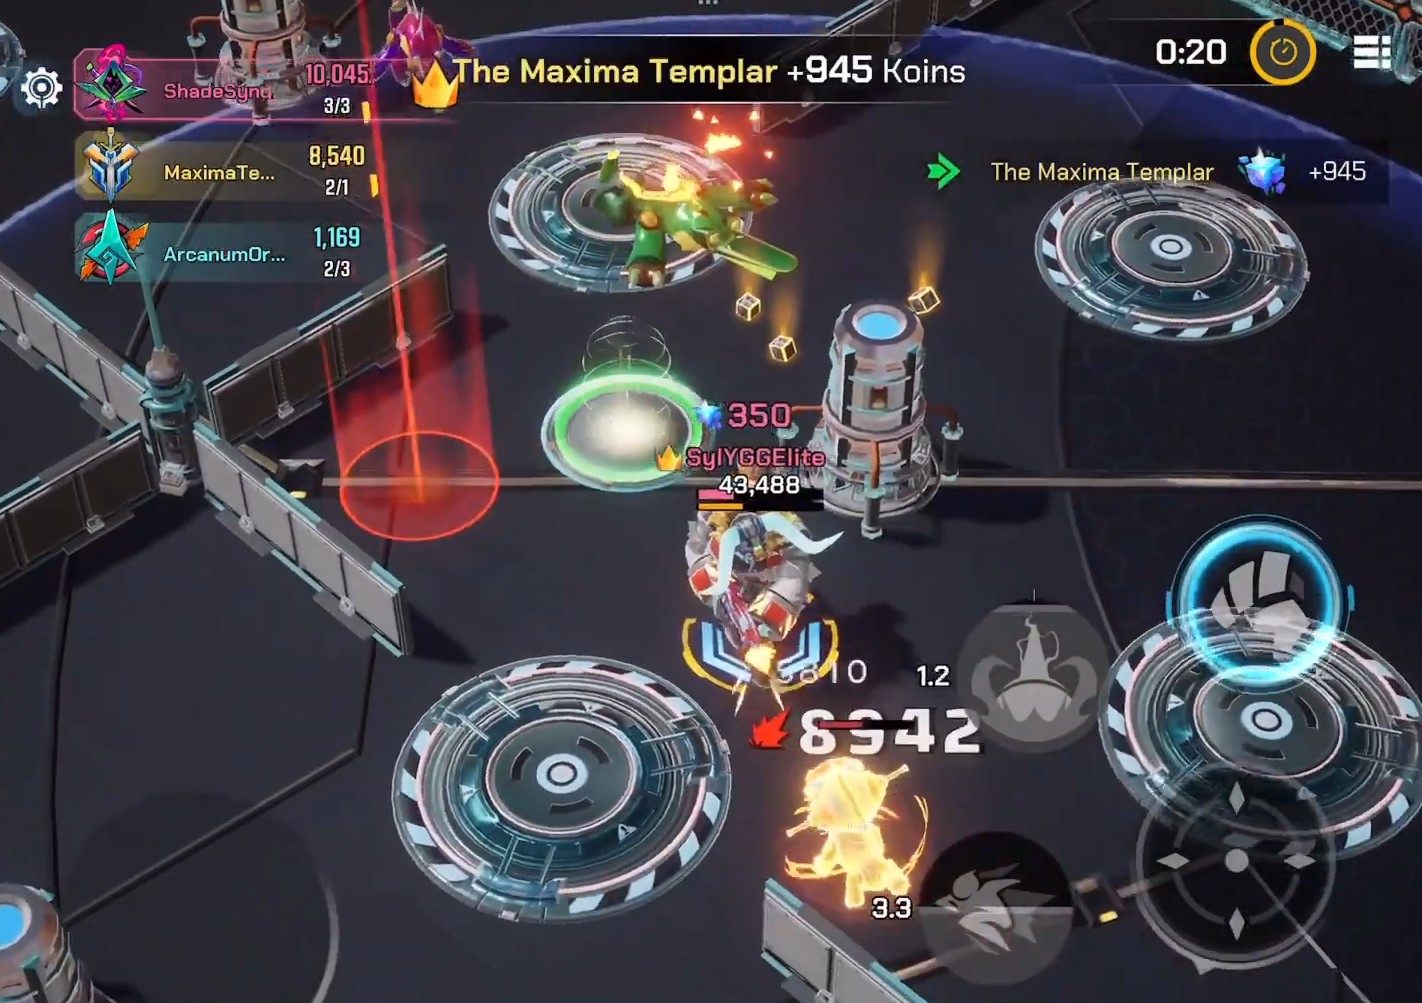 The Maxima Templar +945 Koins
0:20
ShadeSynd
10,045
3/3
MaximaTe...
8,540
2/1
ArcanumOr...
1,169
2/3
The Maxima Templar +945
350
SylYGGElite
43,488
1.2
8942
3.3